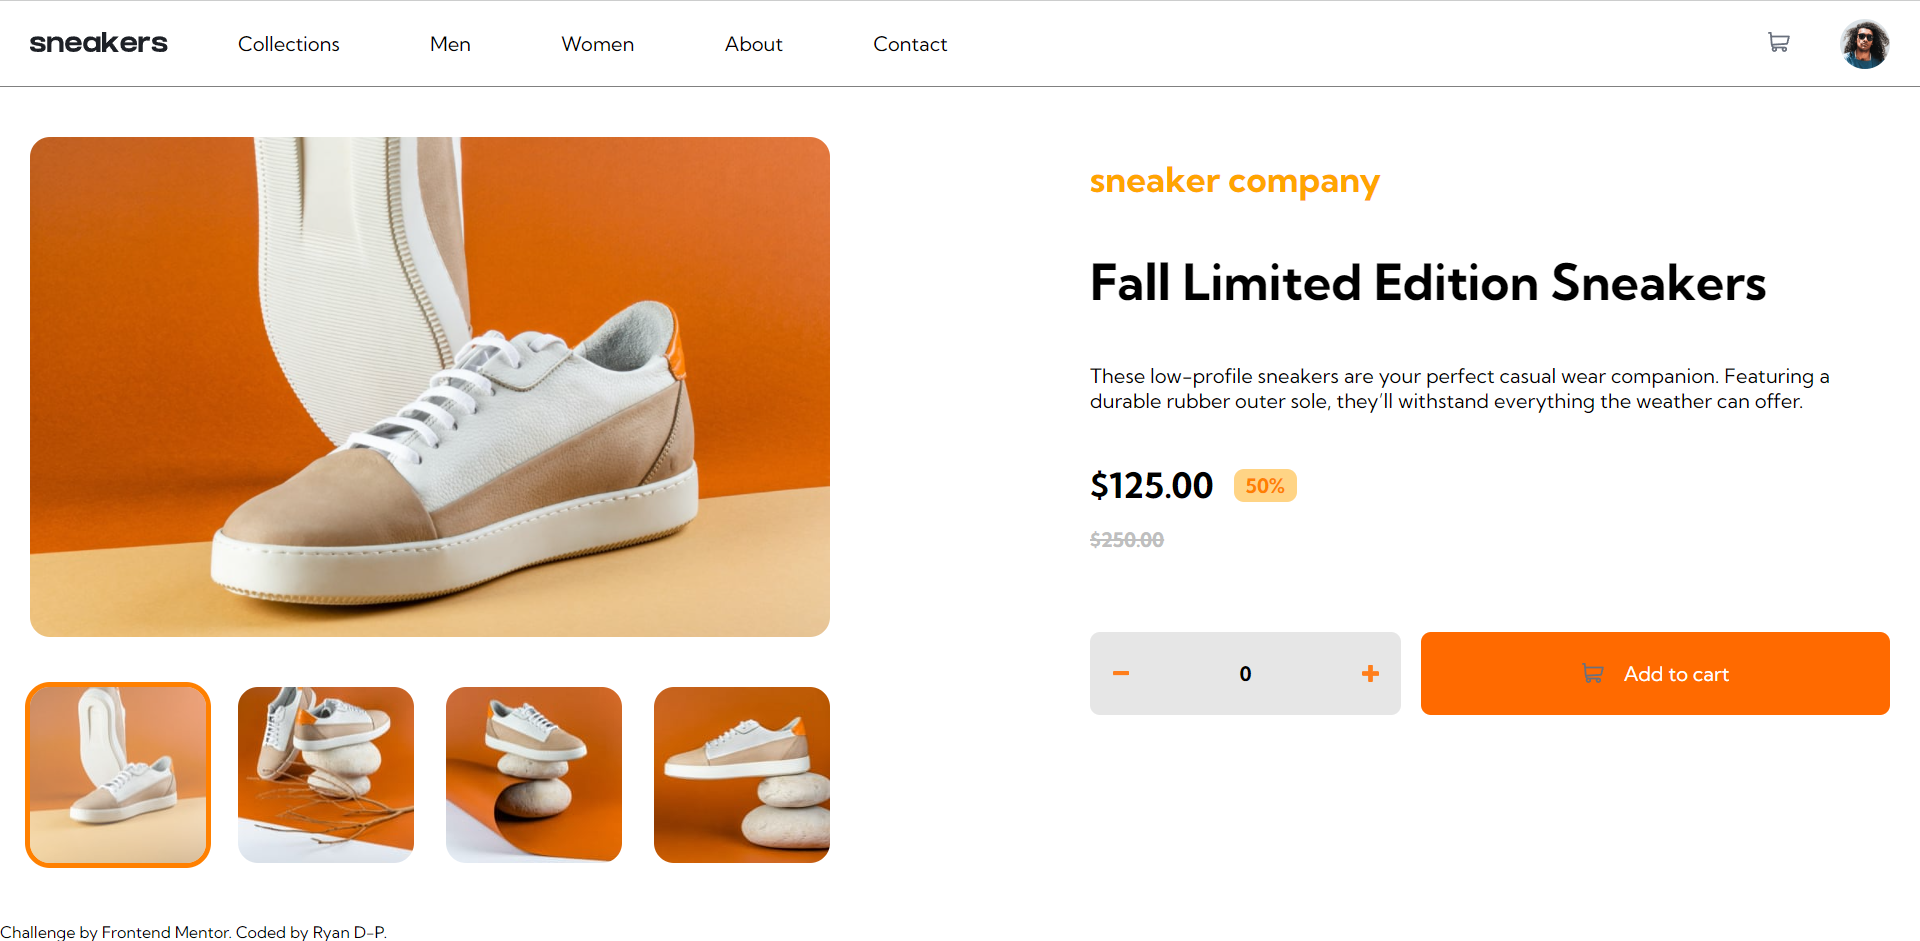 sneakers
Collections
Men
Women
About
Contact
sneaker company
Fall Limited Edition Sneakers
These low-profile sneakers are your perfect casual wear companion. Featuring a
durable rubber outer sole, they’ll withstand everything the weather can offer.
$125.00 50%
$250.00
0
Add to cart
Challenge by Frontend Mentor. Coded by Ryan D-P.